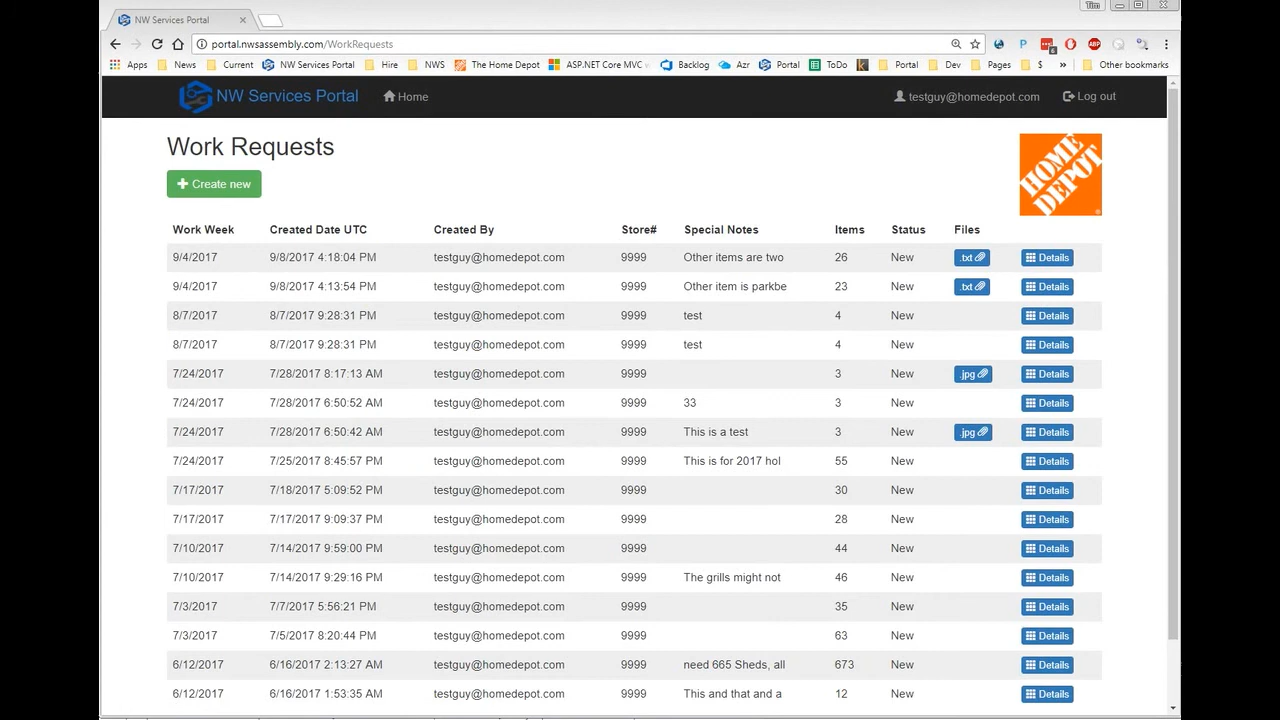 Tim
NW Services Portal
portal.nwsassembly.com/WorkRequests
6 ABP
Apps News Current NW Services Portal Hire NWS The Home Depot ASP.NET Core MVC w Backlog Azr Portal ToDo Portal Dev Pages $ » Other bookmarks
NW Services Portal Home testguy@homedepot.com Log out
Work Requests
HOME DEPOT
Create new
Work Week Created Date UTC Created By Store# Special Notes Items Status Files
9/4/2017 9/8/2017 4:18:04 PM testguy@homedepot.com 9999 Other items are two 26 New .txt Details
9/4/2017 9/8/2017 4:13:54 PM testguy@homedepot.com 9999 Other item is parkbe 23 New .txt Details
8/7/2017 8/7/2017 9:28:31 PM testguy@homedepot.com 9999 test 4 New Details
8/7/2017 8/7/2017 9:28:31 PM testguy@homedepot.com 9999 test 4 New Details
7/24/2017 7/28/2017 8:17:13 AM testguy@homedepot.com 9999 3 New .jpg Details
7/24/2017 7/28/2017 6:50:52 AM testguy@homedepot.com 9999 33 3 New Details
7/24/2017 7/28/2017 6:50:42 AM testguy@homedepot.com 9999 This is a test 3 New .jpg Details
7/24/2017 7/25/2017 8:45:57 PM testguy@homedepot.com 9999 This is for 2017 hol 55 New Details
7/17/2017 7/18/2017 5:09:52 PM testguy@homedepot.com 9999 30 New Details
7/17/2017 7/17/2017 9:09:31 PM testguy@homedepot.com 9999 28 New Details
7/10/2017 7/14/2017 9:59:00 PM testguy@homedepot.com 9999 44 New Details
7/10/2017 7/14/2017 9:29:16 PM testguy@homedepot.com 9999 The grills might not 46 New Details
7/3/2017 7/7/2017 5:56:21 PM testguy@homedepot.com 9999 35 New Details
7/3/2017 7/5/2017 8:20:44 PM testguy@homedepot.com 9999 63 New Details
6/12/2017 6/16/2017 2:13:27 AM testguy@homedepot.com 9999 need 665 Sheds, all 673 New Details
6/12/2017 6/16/2017 1:53:35 AM testguy@homedepot.com 9999 This and that and a 12 New Details